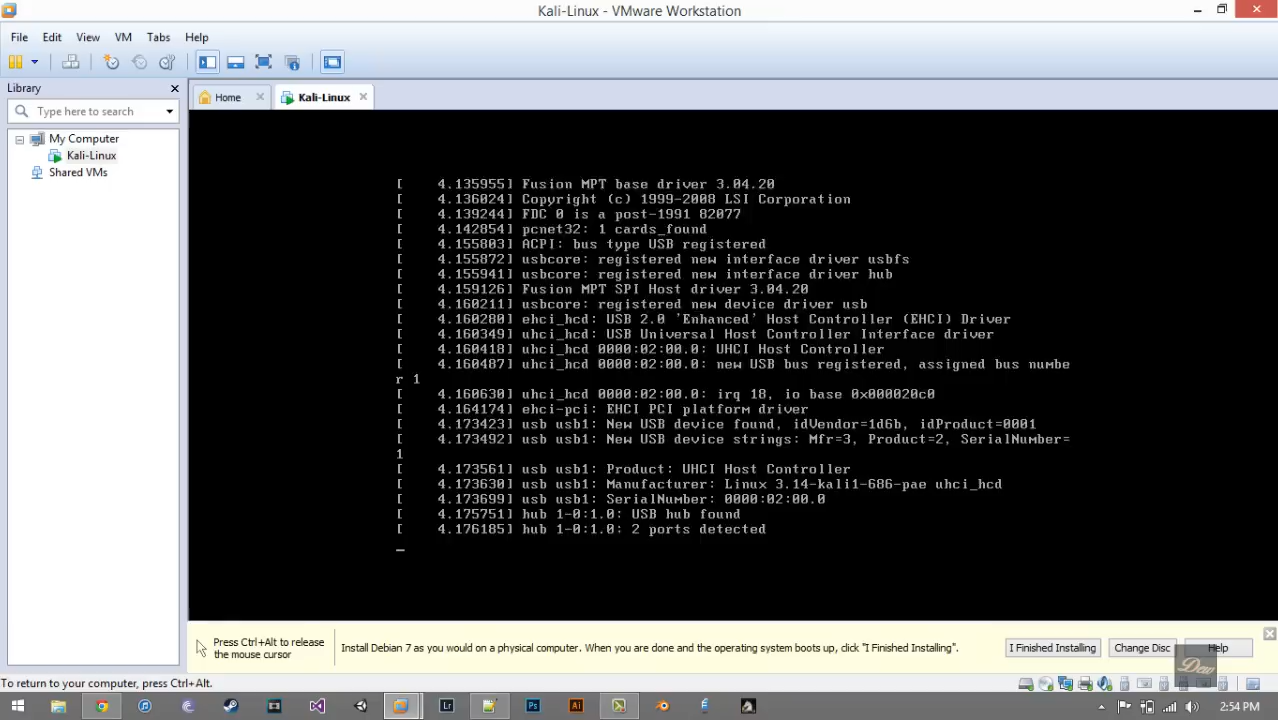 Kali-Linux - VMware Workstation
File Edit View VM Tabs Help
Library
Home
Kali-Linux
Type here to search
My Computer
Kali-Linux
Shared VMs
[    4.135955] Fusion MPT base driver 3.04.20
[    4.136024] Copyright (c) 1999-2008 LSI Corporation
[    4.139244] FDC 0 is a post-1991 82077
[    4.142854] pcnet32: 1 cards_found
[    4.155803] ACPI: bus type USB registered
[    4.155872] usbcore: registered new interface driver usbfs
[    4.155941] usbcore: registered new interface driver hub
[    4.159126] Fusion MPT SPI Host driver 3.04.20
[    4.160211] usbcore: registered new device driver usb
[    4.160280] ehci_hcd: USB 2.0 'Enhanced' Host Controller (EHCI) Driver
[    4.160349] uhci_hcd: USB Universal Host Controller Interface driver
[    4.160418] uhci_hcd 0000:02:00.0: UHCI Host Controller
[    4.160487] uhci_hcd 0000:02:00.0: new USB bus registered, assigned bus numbe
r 1
[    4.160630] uhci_hcd 0000:02:00.0: irq 18, io base 0x000020c0
[    4.164174] ehci-pci: EHCI PCI platform driver
[    4.173423] usb usb1: New USB device found, idVendor=1d6b, idProduct=0001
[    4.173492] usb usb1: New USB device strings: Mfr=3, Product=2, SerialNumber=
1
[    4.173561] usb usb1: Product: UHCI Host Controller
[    4.173630] usb usb1: Manufacturer: Linux 3.14-kali1-686-pae uhci_hcd
[    4.173699] usb usb1: SerialNumber: 0000:02:00.0
[    4.175751] hub 1-0:1.0: USB hub found
[    4.176185] hub 1-0:1.0: 2 ports detected
_
Press Ctrl+Alt to release
the mouse cursor
Install Debian 7 as you would on a physical computer. When you are done and the operating system boots up, click "I Finished Installing".
I Finished Installing
Change Disc
Help
Dew
To return to your computer, press Ctrl+Alt.
Lr
Ps
Ai
2:54 PM